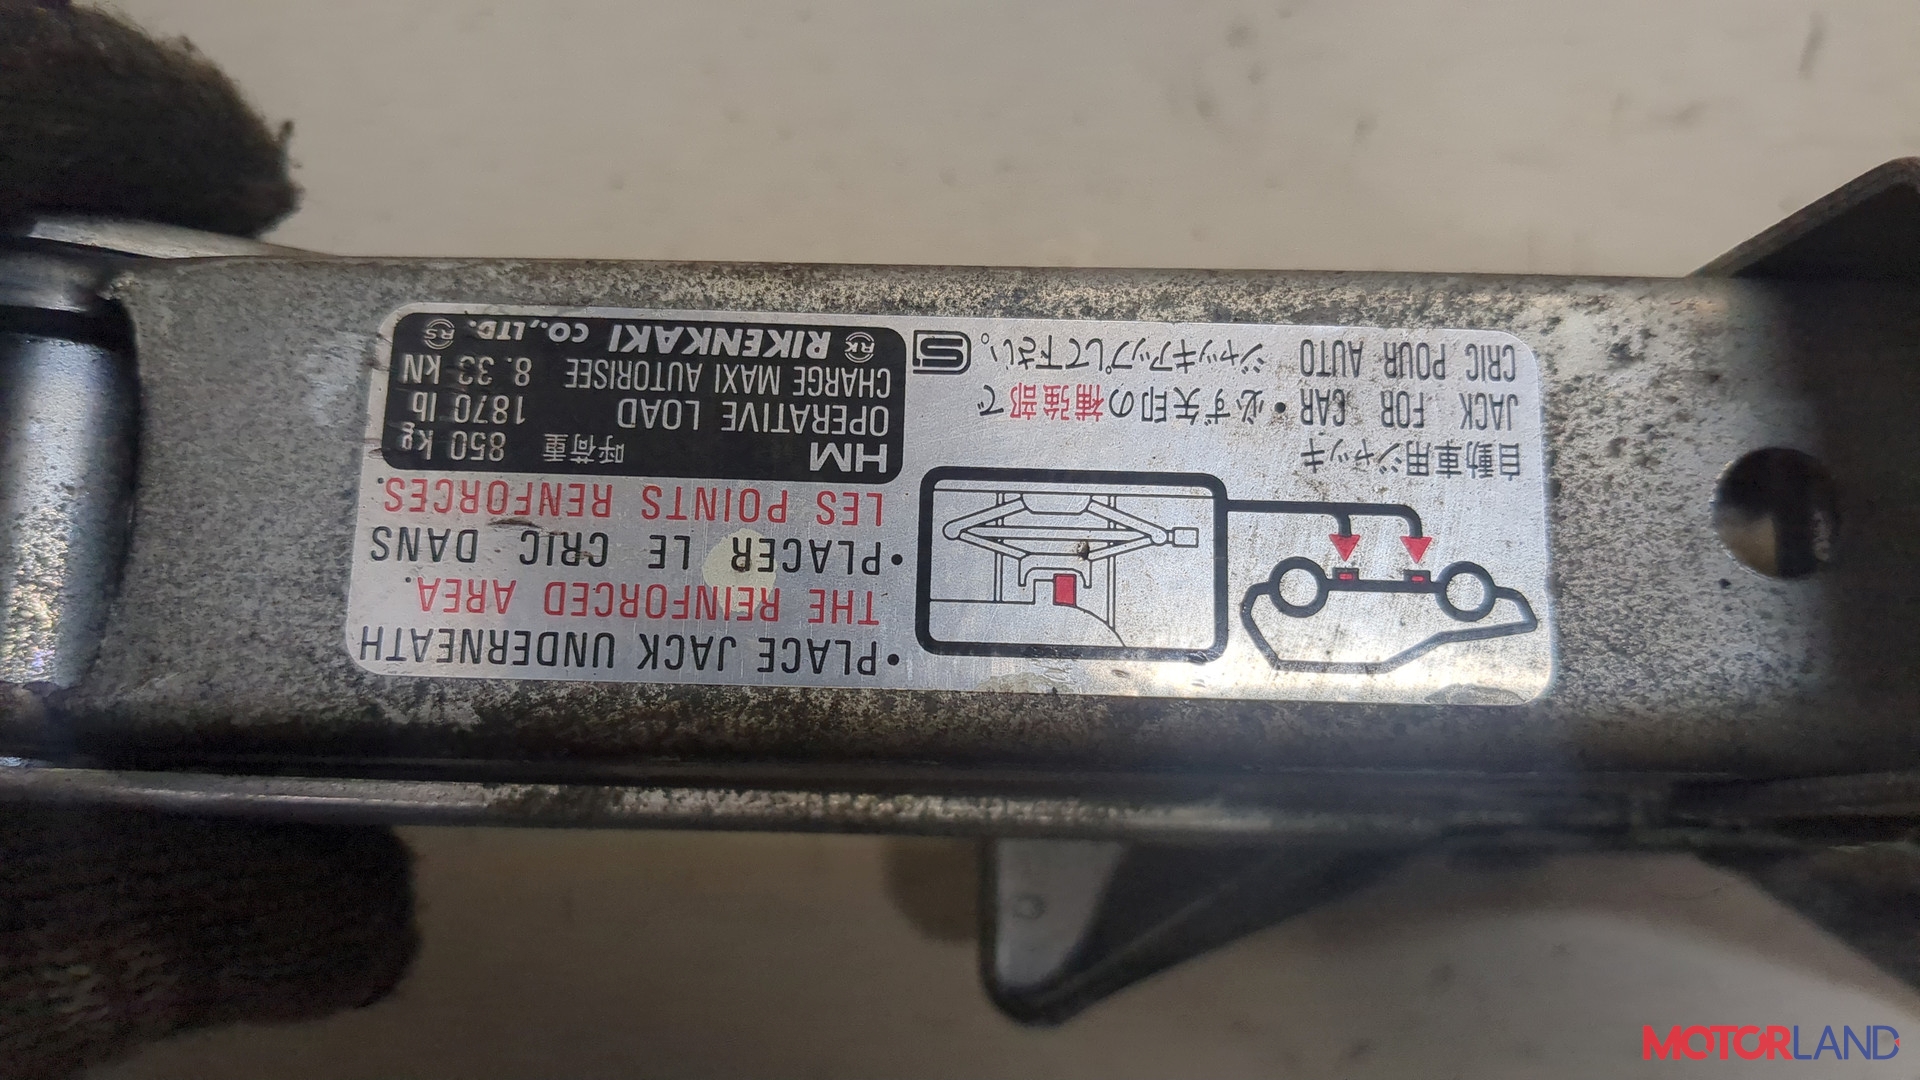 自動車用ジャッキ
JACK FOR CAR
CRIC POUR AUTO
•必ず矢印の補強部で
ジャッキアップして下さい。
S
•PLACE JACK UNDERNEATH
THE REINFORCED AREA.
•PLACER LE CRIC DANS
LES POINTS RENFORCES.
HM 呼荷重 850 kg
OPERATIVE LOAD 1870 lb
CHARGE MAXI AUTORISEE 8.33 kN
RK RIKENKAKI CO.,LTD. RS
MOTORLAND